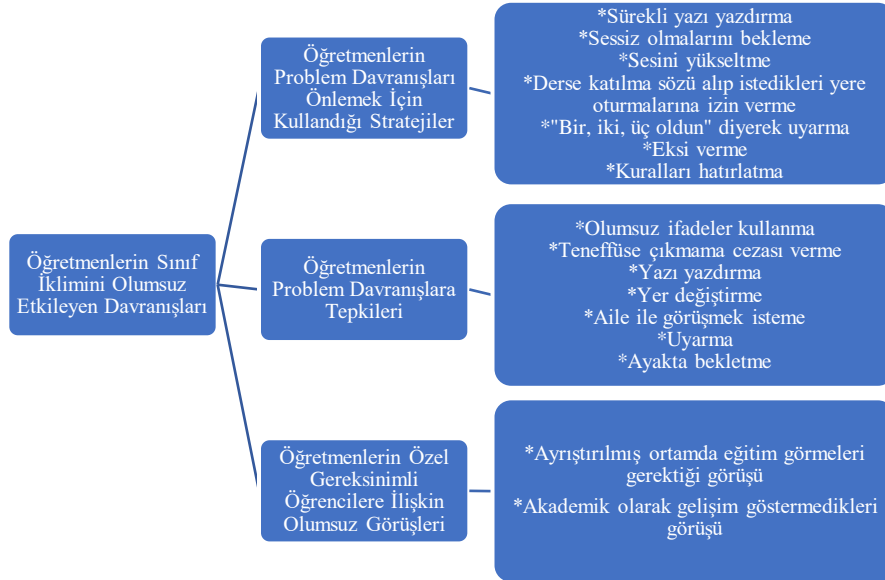 Öğretmenlerin Sınıf
İklimini Olumsuz
Etkileyen Davranışları
Öğretmenlerin
Problem Davranışları
Önlemek İçin
Kullandığı Stratejiler
*Sürekli yazı yazdırma
*Sessiz olmalarını bekleme
*Sesini yükseltme
*Derse katılma sözü alıp istedikleri yere
oturmalarına izin verme
*"Bir, iki, üç oldun" diyerek uyarma
*Eksi verme
*Kuralları hatırlatma
Öğretmenlerin
Problem Davranışlara
Tepkileri
*Olumsuz ifadeler kullanma
*Teneffüse çıkmama cezası verme
*Yazı yazdırma
*Yer değiştirme
*Aile ile görüşmek isteme
*Uyarma
*Ayakta bekletme
Öğretmenlerin Özel
Gereksinimli
Öğrencilere İlişkin
Olumsuz Görüşleri
*Ayrıştırılmış ortamda eğitim görmeleri
gerektiği görüşü
*Akademik olarak gelişim göstermedikleri
görüşü